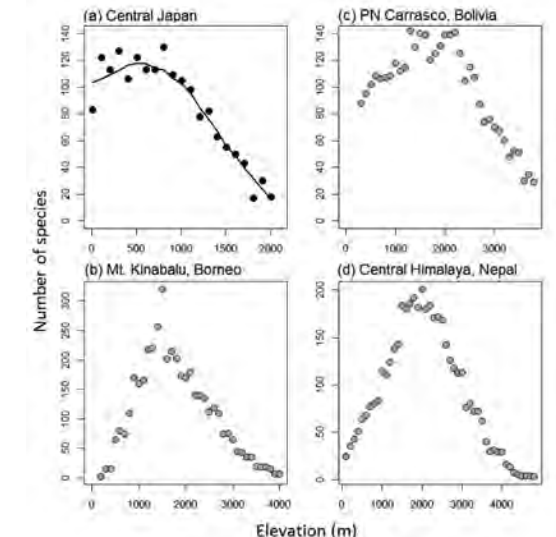 (a) Central Japan
0 20 40 60 80 100 120 140
0 500 1000 1500 2000
(c) PN Carrasco, Bolivia
0 20 40 60 80 100 120 140
0 1000 2000 3000
Number of species
(b) Mt. Kinabalu, Borneo
0 50 100 150 200 250 300
0 1000 2000 3000 4000
(d) Central Himalaya, Nepal
0 50 100 150 200
0 1000 2000 3000 4000
Elevation (m)